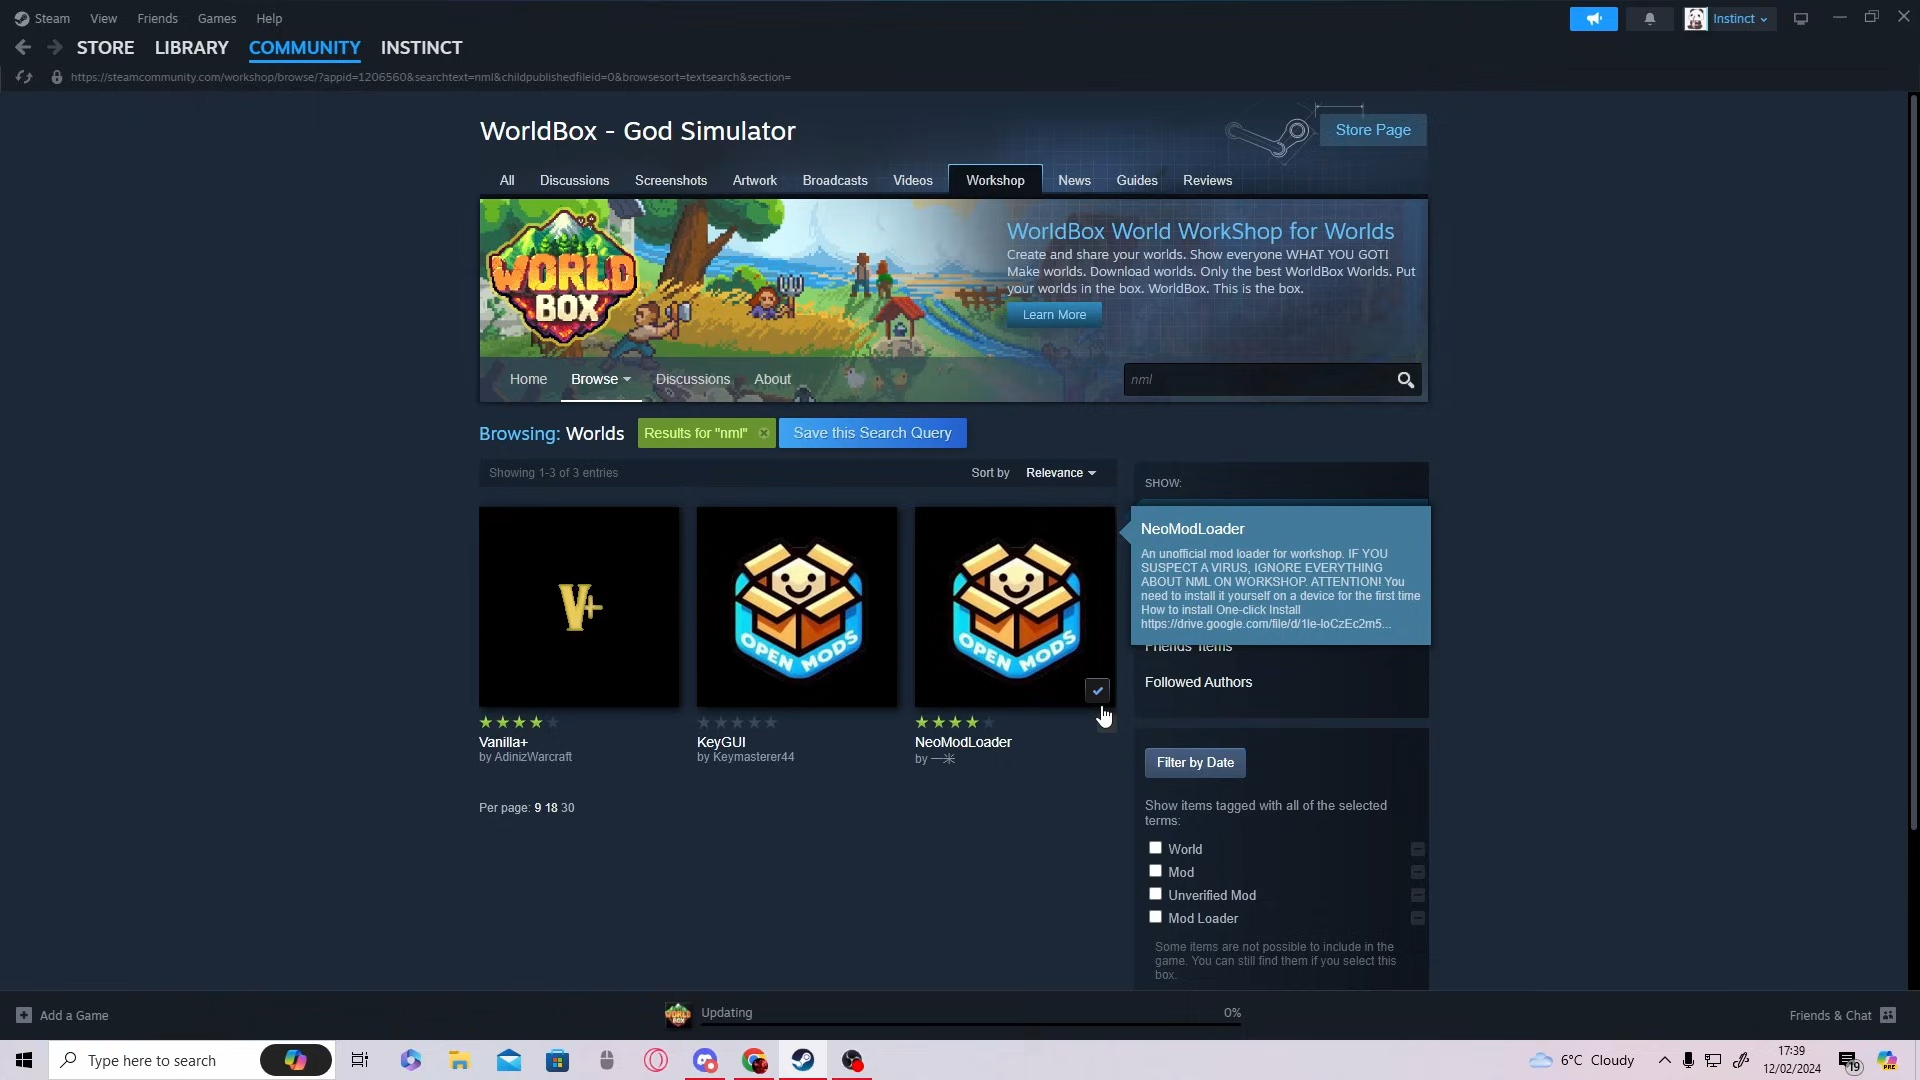 Steam View Friends Games Help
Instinct
STORE LIBRARY COMMUNITY INSTINCT
https://steamcommunity.com/workshop/browse/?appid=1206560&searchtext=nml&childpublishedfileid=0&browsesort=textsearch&section=
WorldBox - God Simulator
Store Page
All Discussions Screenshots Artwork Broadcasts Videos Workshop News Guides Reviews
WORLD
BOX
WorldBox World WorkShop for Worlds
Create and share your worlds. Show everyone WHAT YOU GOT!
Make worlds. Download worlds. Only the best WorldBox Worlds. Put
your worlds in the box. WorldBox. This is the box.
Learn More
Home Browse Discussions About
nml
Browsing: Worlds Results for "nml" Save this Search Query
Showing 1-3 of 3 entries
Sort by Relevance
SHOW:
V+
OPEN MODS
OPEN MODS
NeoModLoader
An unofficial mod loader for workshop. IF YOU
SUSPECT A VIRUS, IGNORE EVERYTHING
ABOUT NML ON WORKSHOP. ATTENTION! You
need to install it yourself on a device for the first time
How to install One-click Install
https://drive.google.com/file/d/1le-loCzEc2m5...
Friends' Items
Followed Authors
Vanilla+
by AdinizWarcraft
KeyGUI
by Keymasterer44
NeoModLoader
by 一米
Per page: 9 18 30
Filter by Date
Show items tagged with all of the selected
terms:
World
Mod
Unverified Mod
Mod Loader
Some items are not possible to include in the
game. You can still find them if you select this
box.
Add a Game
WORLD BOX
Updating
0%
Friends & Chat
Type here to search
6°C Cloudy
17:39
12/02/2024
19
PRE